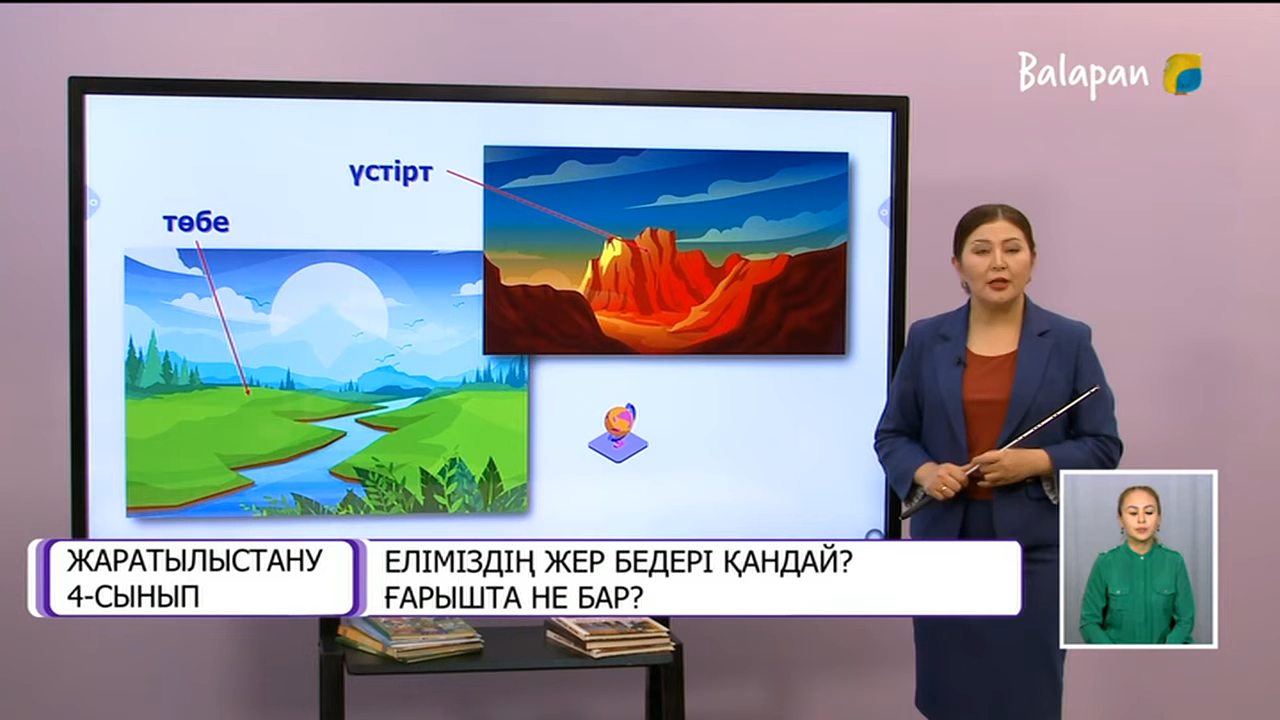 Balapan
үстірт
төбе
ЖАРАТЫЛЫСТАНУ
4-СЫНЫП
ЕЛІМІЗДІҢ ЖЕР БЕДЕРІ ҚАНДАЙ?
ҒАРЫШТА НЕ БАР?